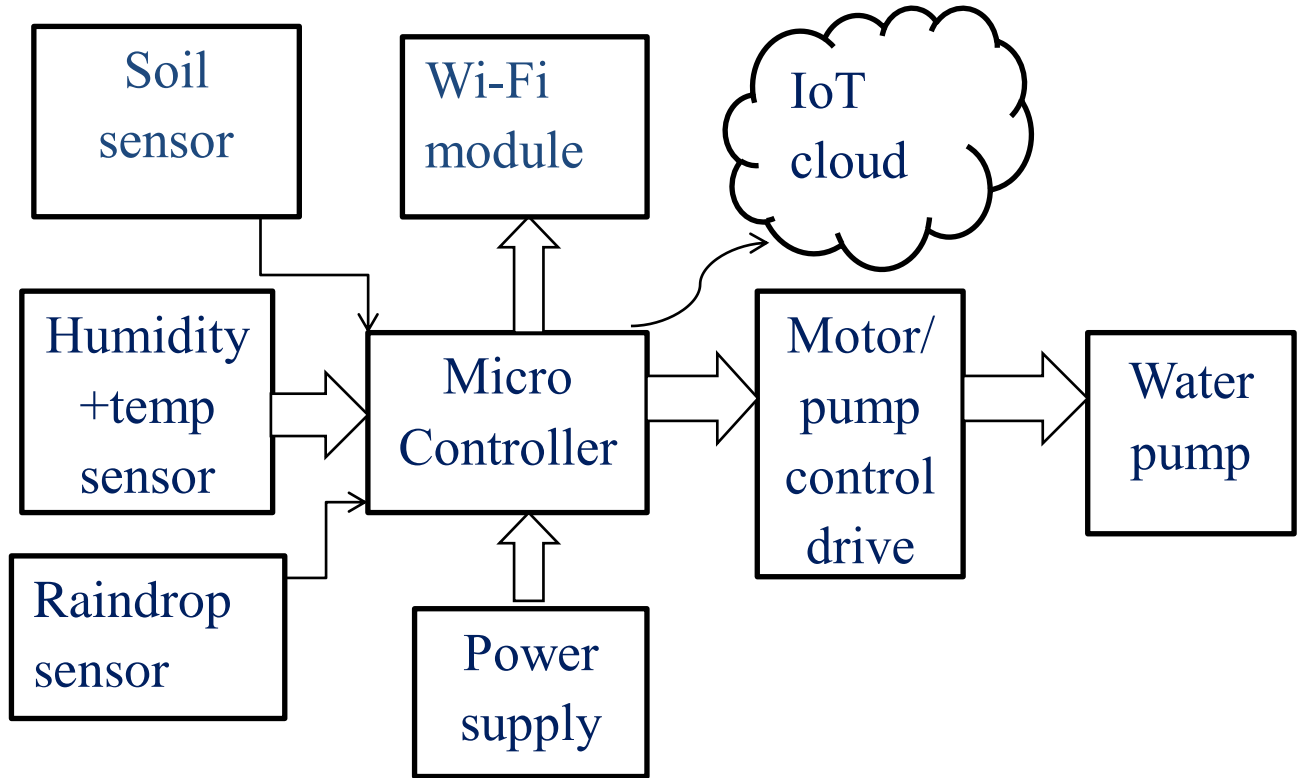 Soil
sensor
Wi-Fi
module
IoT
cloud
Humidity
+temp
sensor
Micro
Controller
Motor/
pump
control
drive
Water
pump
Raindrop
sensor
Power
supply